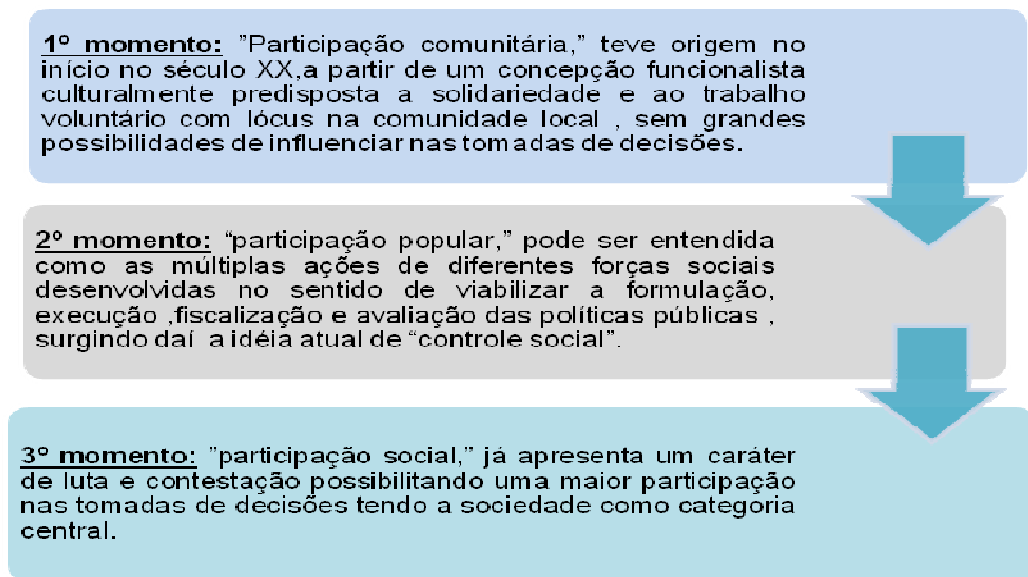 1º momento: ”Participação comunitária,” teve origem no
início no século XX,a partir de um concepção funcionalista
culturalmente predisposta a solidariedade e ao trabalho
voluntário com lócus na comunidade local , sem grandes
possibilidades de influenciar nas tomadas de decisões.
2º momento: “participação popular,” pode ser entendida
como as múltiplas ações de diferentes forças sociais
desenvolvidas no sentido de viabilizar a formulação,
execução ,fiscalização e avaliação das políticas públicas ,
surgindo daí a idéia atual de “controle social”.
3º momento: ”participação social,” já apresenta um caráter
de luta e contestação possibilitando uma maior participação
nas tomadas de decisões tendo a sociedade como categoria
central.